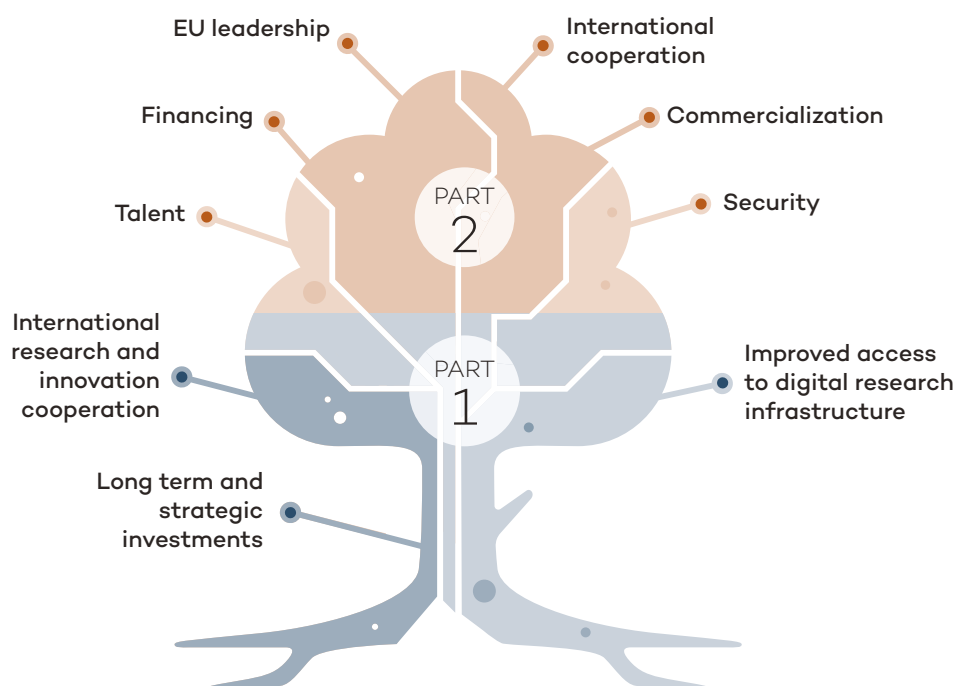 EU leadership
International
cooperation
Financing
Commercialization
Talent
Security
PART
2
International
research and
innovation
cooperation
PART
1
Improved access
to digital research
infrastructure
Long term and
strategic
investments